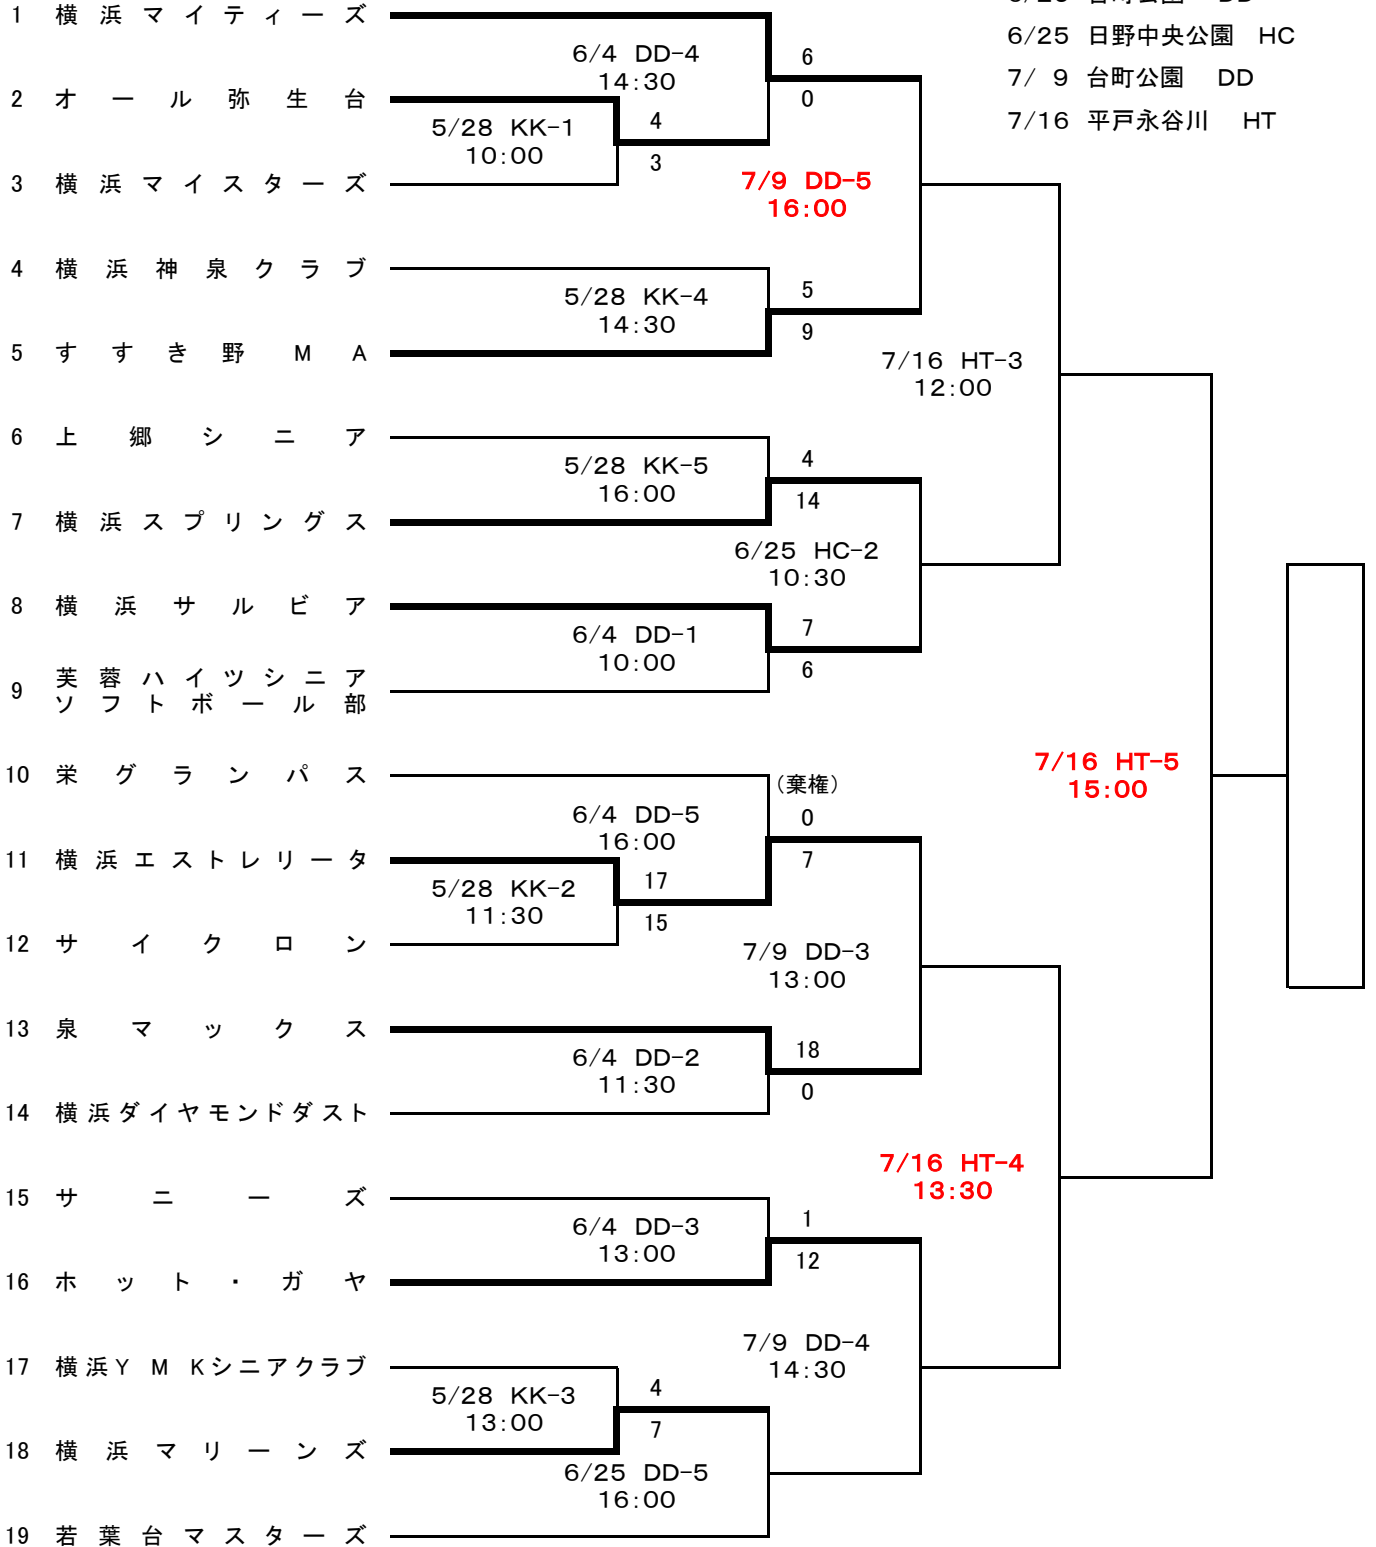 1 横浜マイティーズ
6/25 台町公園 DD
6/25 日野中央公園 HC
6/4 DD-4
14:30
6
0
7/ 9 台町公園 DD
2 オール弥生台
7/16 平戸永谷川 HT
5/28 KK-1
10:00
4
3
3 横浜マイスターズ
7/9 DD-5
16:00
4 横浜神泉クラブ
5/28 KK-4
14:30
5
9
5 すすき野MA
7/16 HT-3
12:00
6 上郷シニア
5/28 KK-5
16:00
4
14
7 横浜スプリングス
6/25 HC-2
10:30
8 横浜サルビア
6/4 DD-1
10:00
7
6
9 芙蓉ハイツシニア
ソフトボール部
7/16 HT-5
15:00
10 栄グランパス
(棄権)
6/4 DD-5
16:00
0
7
11 横浜エストレリータ
5/28 KK-2
11:30
17
15
12 サイクロン
7/9 DD-3
13:00
13 泉マックス
6/4 DD-2
11:30
18
0
14 横浜ダイヤモンドダスト
7/16 HT-4
13:30
15 サニーズ
6/4 DD-3
13:00
1
12
16 ホット・ガヤ
7/9 DD-4
14:30
17 横浜YMKシニアクラブ
5/28 KK-3
13:00
4
7
18 横浜マリーンズ
6/25 DD-5
16:00
19 若葉台マスターズ